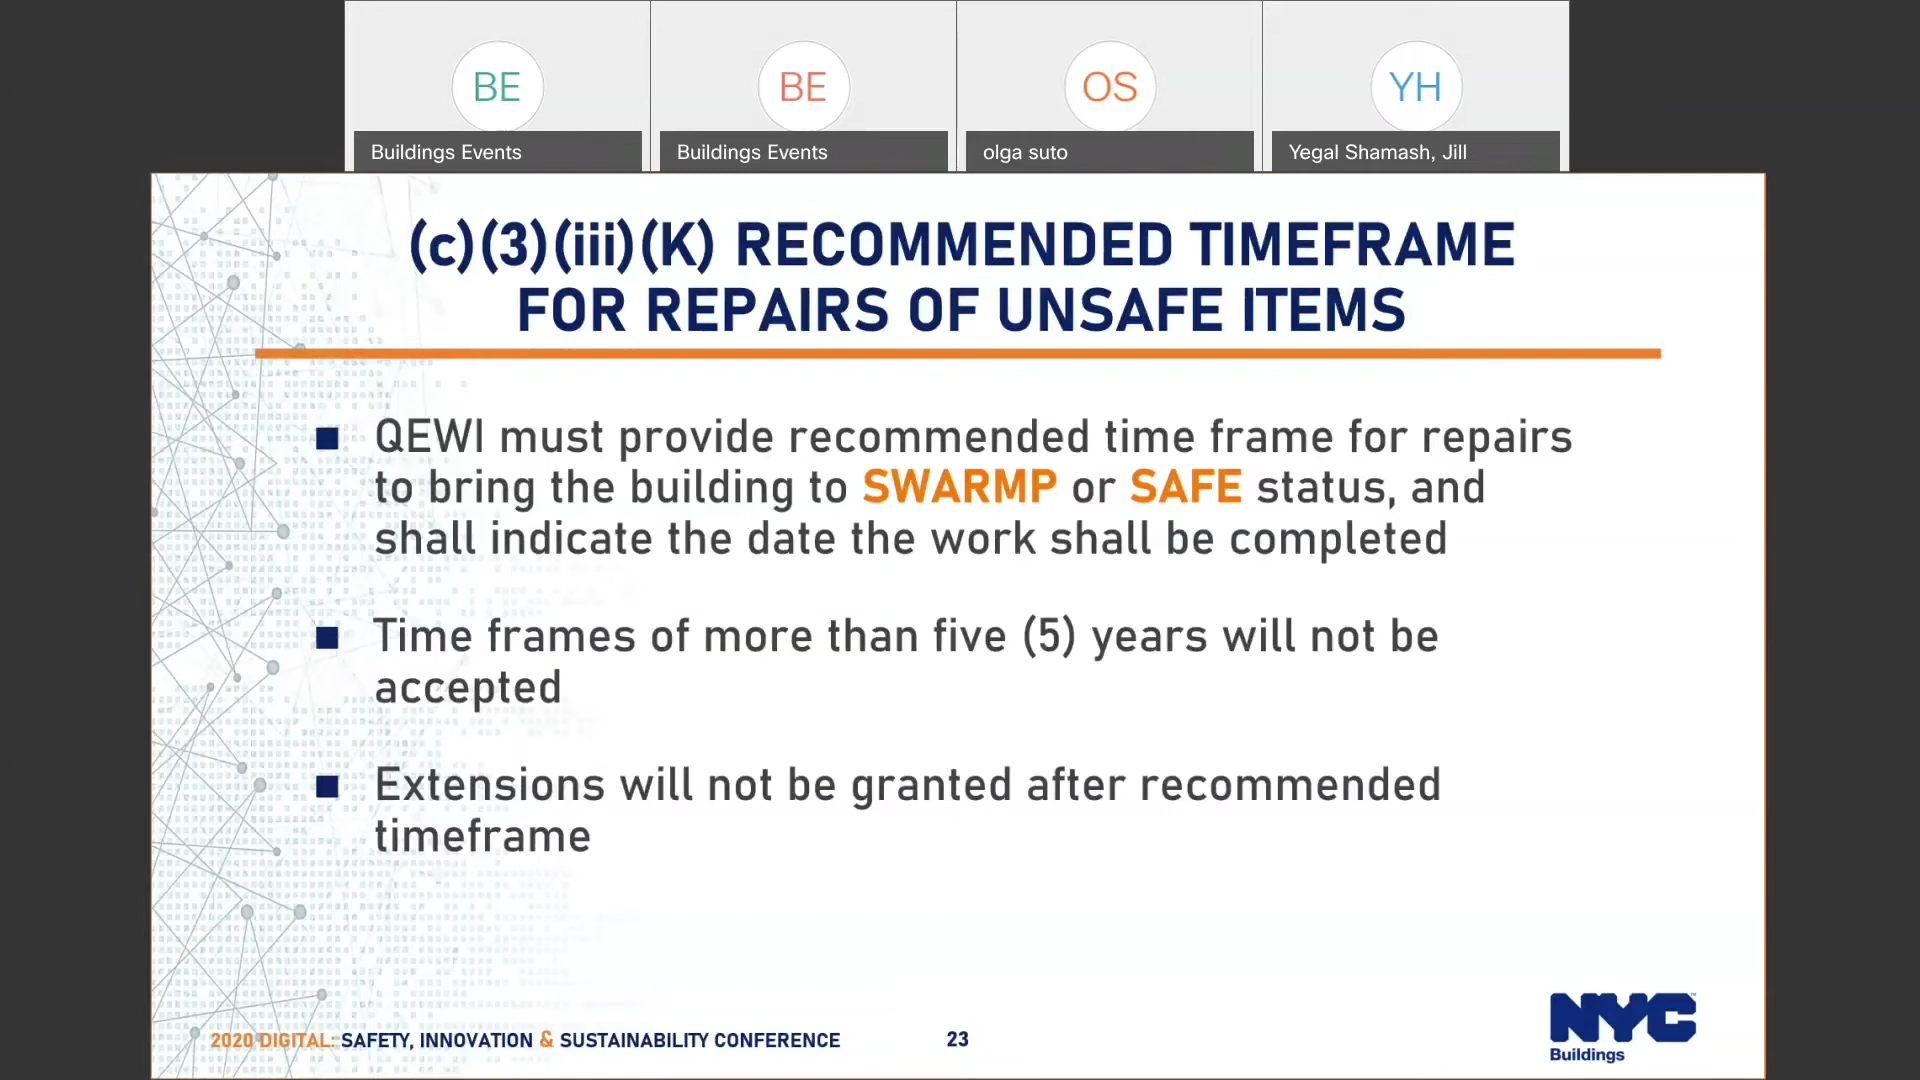 BE
BE
OS
YH
Buildings Events
Buildings Events
olga suto
Yegal Shamash, Jill
(c)(3)(iii)(K) RECOMMENDED TIMEFRAME
FOR REPAIRS OF UNSAFE ITEMS
QEWI must provide recommended time frame for repairs
to bring the building to SWARMP or SAFE status, and
shall indicate the date the work shall be completed
Time frames of more than five (5) years will not be
accepted
Extensions will not be granted after recommended
timeframe
2020 DIGITAL: SAFETY, INNOVATION & SUSTAINABILITY CONFERENCE
23
NYC
Buildings